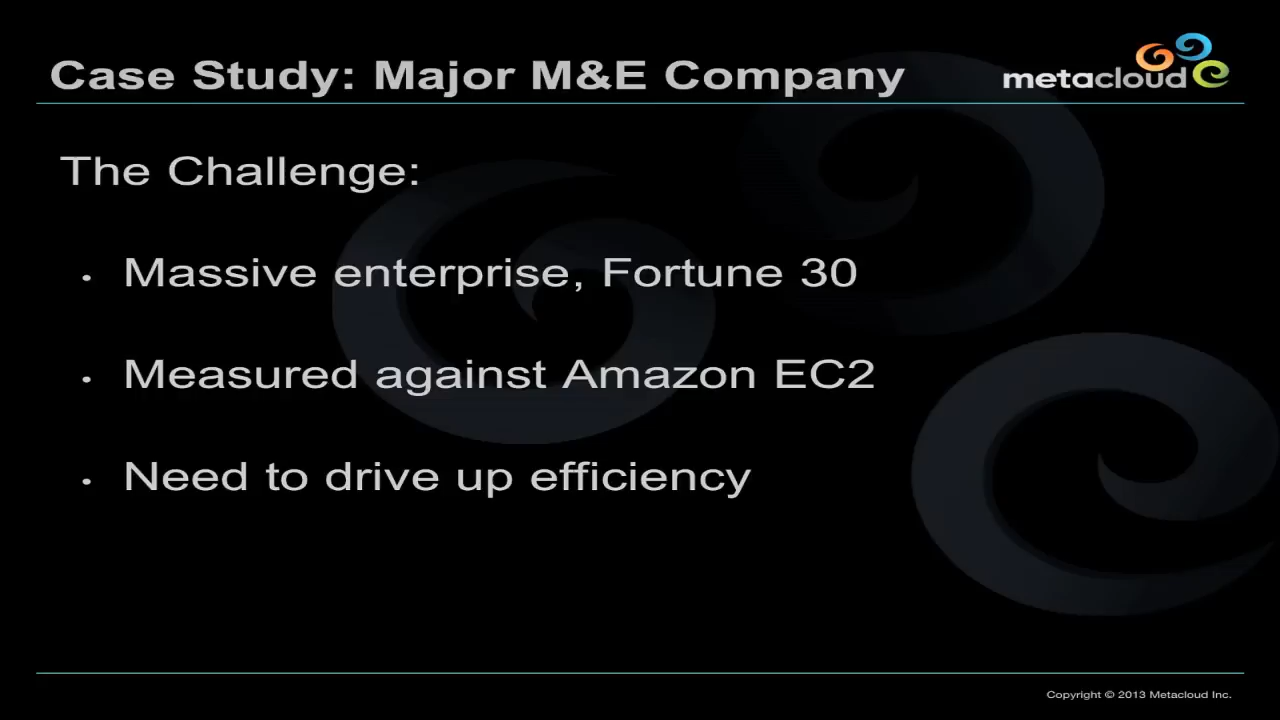 Case Study: Major M&E Company
metacloud
The Challenge:
• Massive enterprise, Fortune 30
• Measured against Amazon EC2
• Need to drive up efficiency
Copyright © 2013 Metacloud Inc.